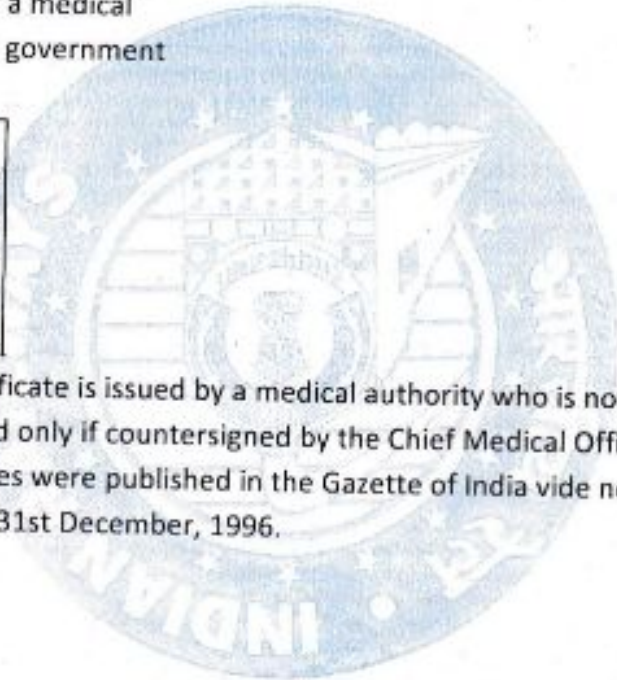 a medical
government
ficate is issued by a medical authority who is no
d only if countersigned by the Chief Medical Offi
es were published in the Gazette of India vide n
31st December, 1996.
INDIAN